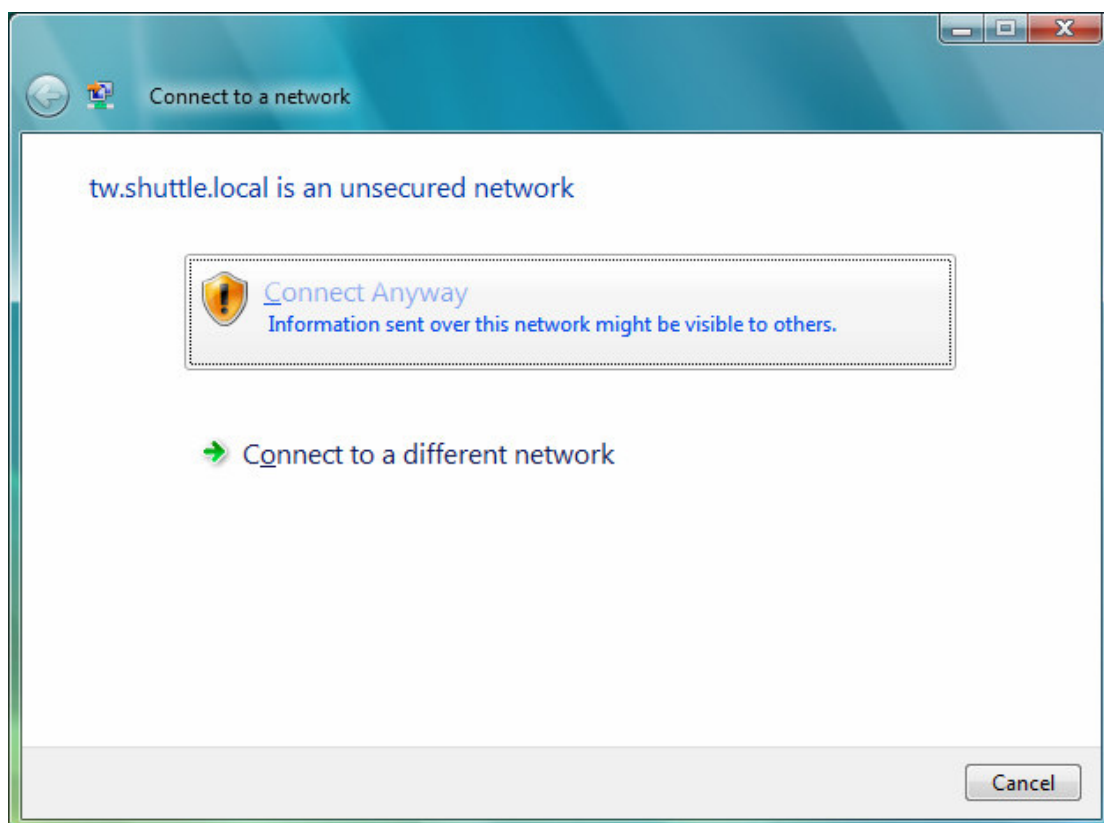 Connect to a network
tw.shuttle.local is an unsecured network
Connect Anyway
Information sent over this network might be visible to others.
Connect to a different network
Cancel